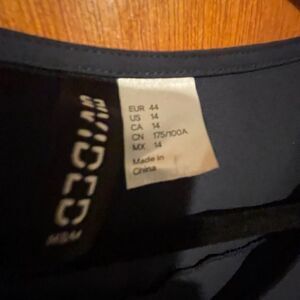 DIVIDED
H&M
EUR 44
US 14
CA 14
CN 175/100A
MX 14
Made in
China